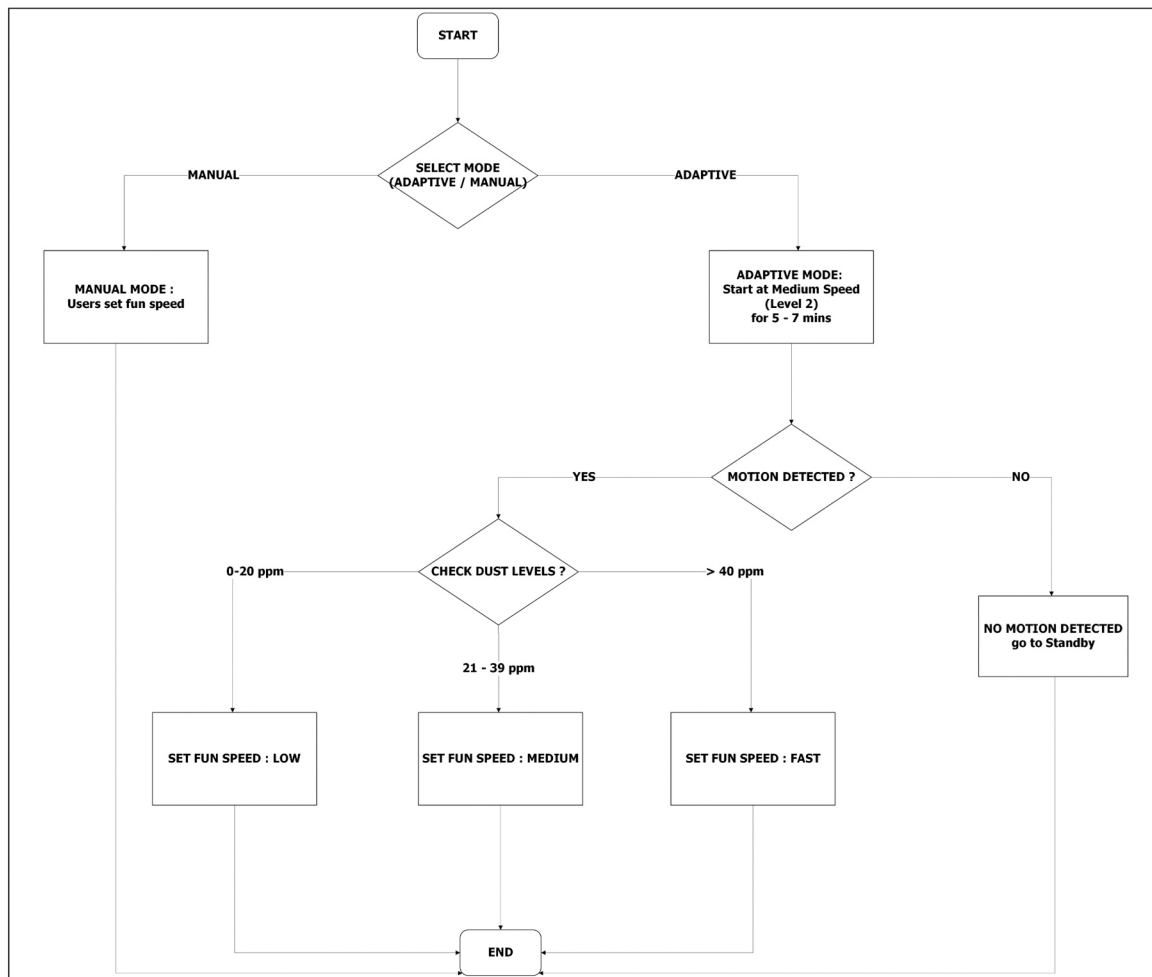 START
SELECT MODE
(ADAPTIVE / MANUAL)
MANUAL
ADAPTIVE
MANUAL MODE :
Users set fun speed
ADAPTIVE MODE:
Start at Medium Speed
(Level 2)
for 5 - 7 mins
MOTION DETECTED ?
YES
NO
CHECK DUST LEVELS ?
0-20 ppm
> 40 ppm
21 - 39 ppm
NO MOTION DETECTED
go to Standby
SET FUN SPEED : LOW
SET FUN SPEED : MEDIUM
SET FUN SPEED : FAST
END